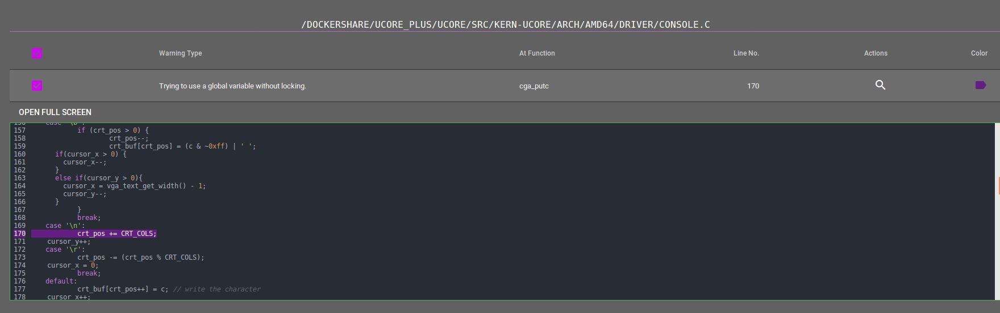 /DOCKERSHARE/UCORE_PLUS/UCORE/SRC/KERN-UCORE/ARCH/AMD64/DRIVER/CONSOLE.C
Warning Type At Function Line No. Actions Color
Trying to use a global variable without locking. cga_putc 170
OPEN FULL SCREEN
156 case '\b':
157 if (crt_pos > 0) {
158 crt_pos--;
159 crt_buf[crt_pos] = (c & ~0xff) | ' ';
160 if(cursor_x > 0) {
161 cursor_x--;
162 }
163 else if(cursor_y > 0){
164 cursor_x = vga_text_get_width() - 1;
165 cursor_y--;
166 }
167 }
168 break;
169 case '\n':
170 crt_pos += CRT_COLS;
171 cursor_y++;
172 case '\r':
173 crt_pos -= (crt_pos % CRT_COLS);
174 cursor_x = 0;
175 break;
176 default:
177 crt_buf[crt_pos++] = c; // write the character
178 cursor_x++;